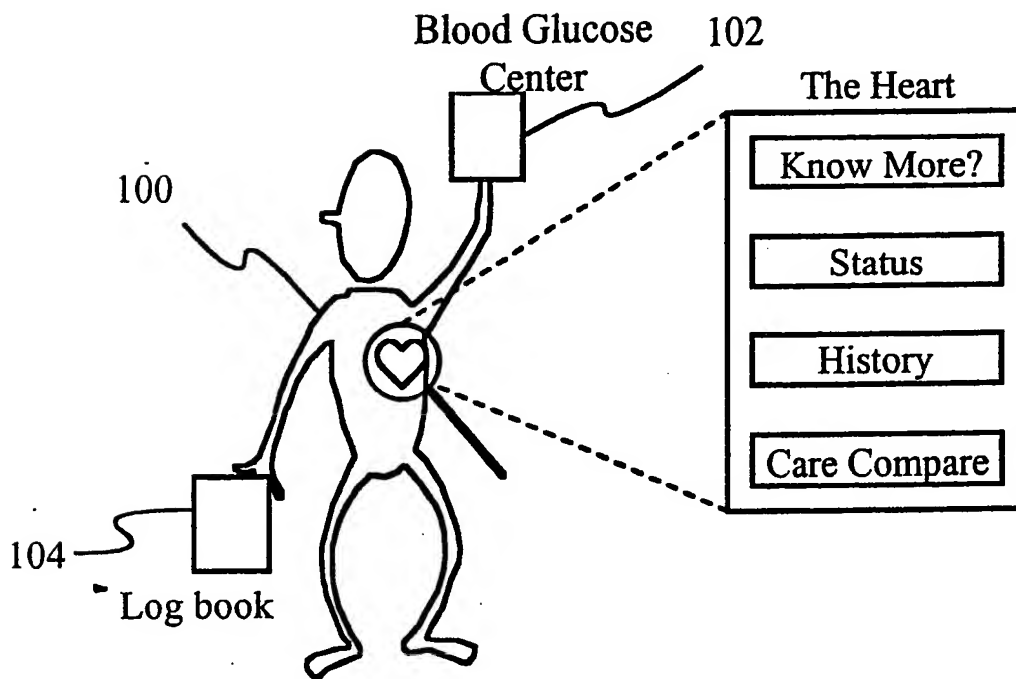 Blood Glucose
Center
102
The Heart
Know More?
100
Status
History
Care Compare
104
Log book